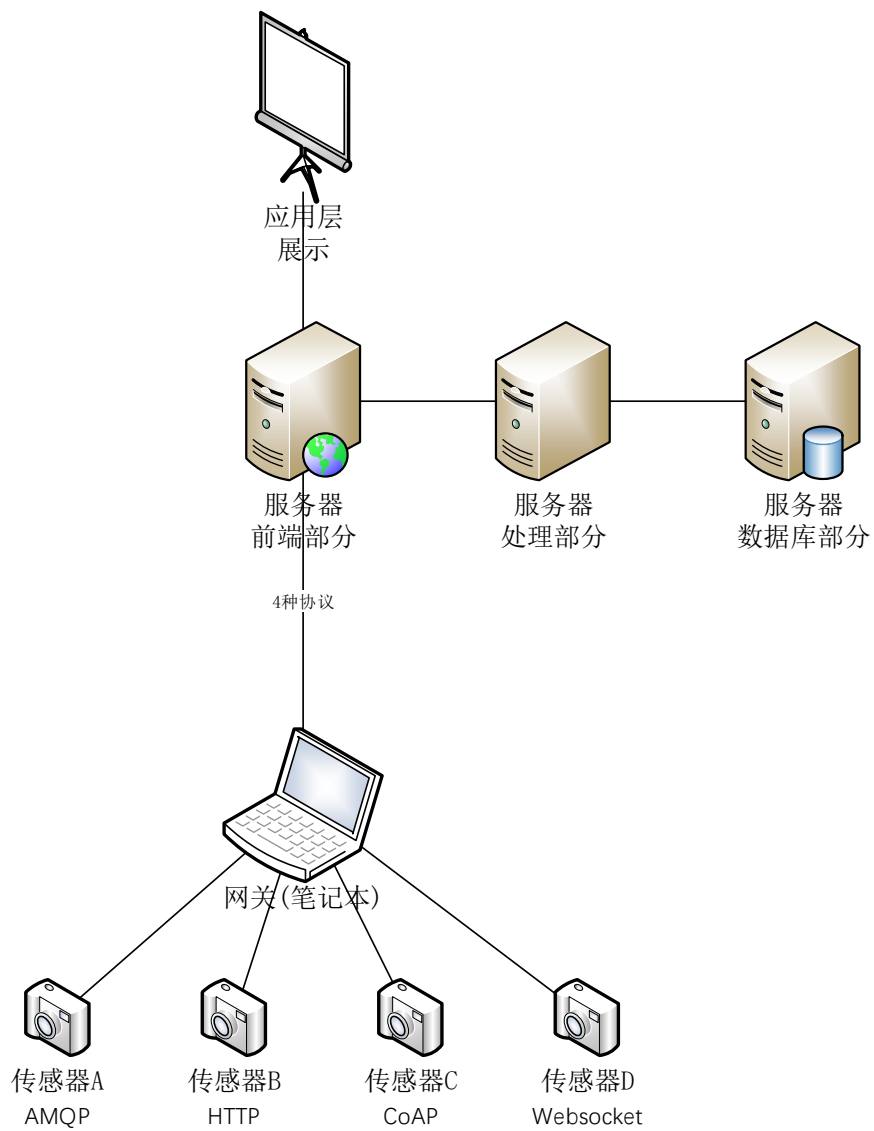 应用层
展示
服务器
前端部分
服务器
处理部分
服务器
数据库部分
4种协议
网关(笔记本)
传感器A
AMQP
传感器B
HTTP
传感器C
CoAP
传感器D
Websocket